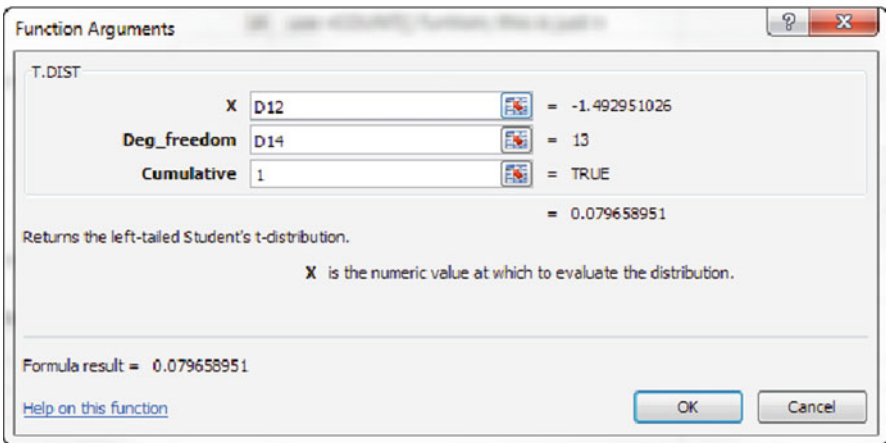 Function Arguments
T.DIST
X D12 = -1.492951026
Deg_freedom D14 = 13
Cumulative 1 = TRUE
= 0.079658951
Returns the left-tailed Student's t-distribution.
X is the numeric value at which to evaluate the distribution.
Formula result = 0.079658951
Help on this function
OK Cancel